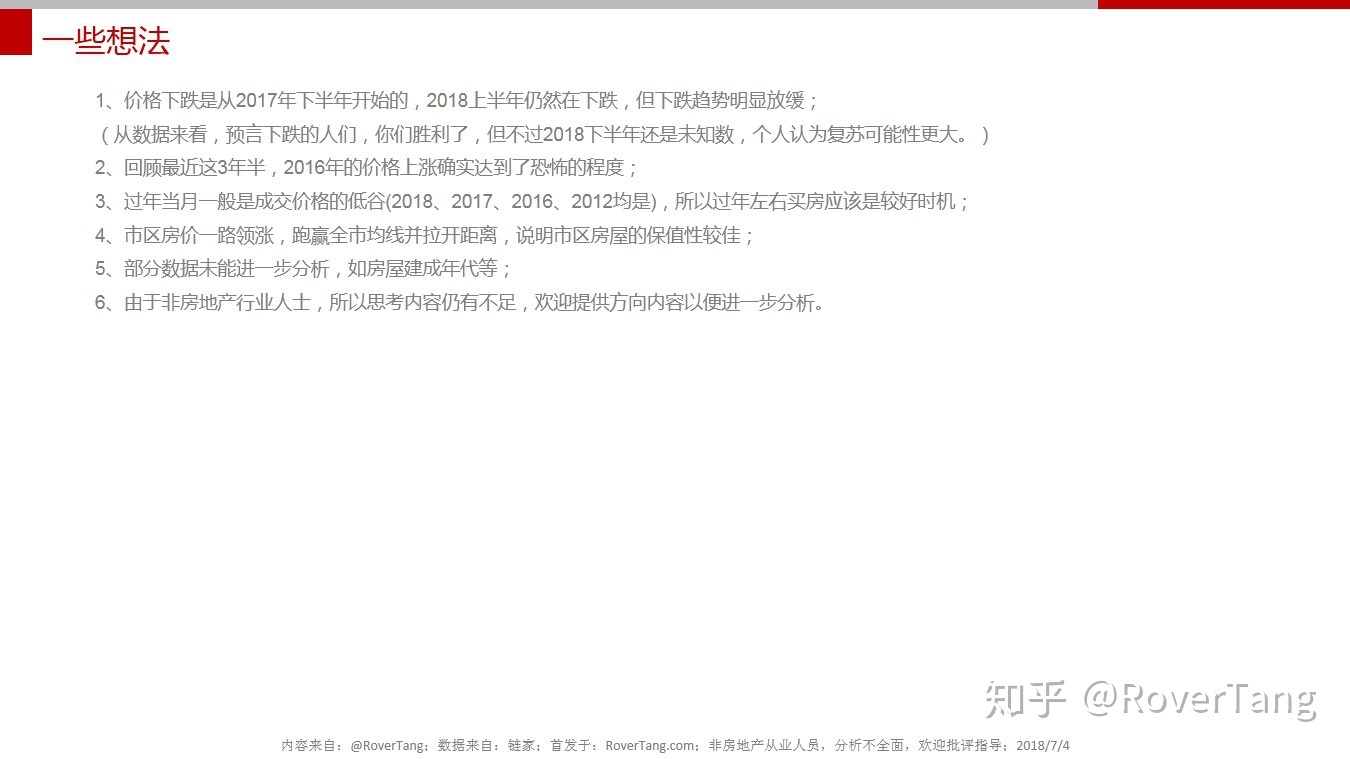 一些想法
1、价格下跌是从2017年下半年开始的，2018上半年仍然在下跌，但下跌趋势明显放缓；
（从数据来看，预言下跌的人们，你们胜利了，但不过2018下半年还是未知数，个人认为复苏可能性更大。）
2、回顾最近这3年半，2016年的价格上涨确实达到了恐怖的程度；
3、过年当月一般是成交价格的低谷(2018、2017、2016、2012均是)，所以过年左右买房应该是较好时机；
4、市区房价一路领涨，跑赢全市均线并拉开距离，说明市区房屋的保值性较佳；
5、部分数据未能进一步分析，如房屋建成年代等；
6、由于非房地产行业人士，所以思考内容仍有不足，欢迎提供方向内容以便进一步分析。
知乎 @RoverTang
内容来自：@RoverTang；数据来自：链家；首发于：RoverTang.com；非房地产从业人员，分析不全面，欢迎批评指导；2018/7/4